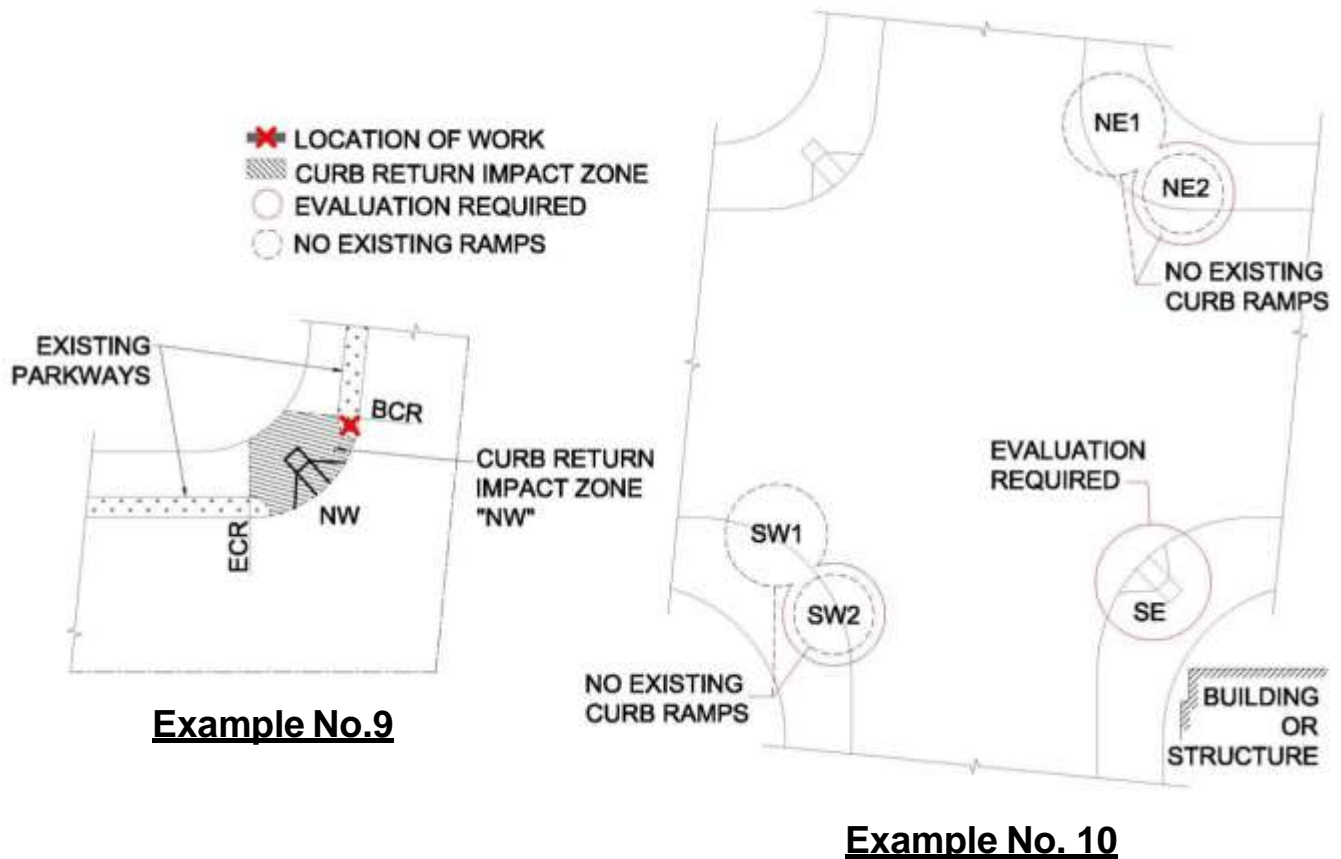 LOCATION OF WORK
CURB RETURN IMPACT ZONE
EVALUATION REQUIRED
NO EXISTING RAMPS
EXISTING
PARKWAYS
BCR
CURB RETURN
IMPACT ZONE
"NW"
NW
ECR
Example No.9
NE1
NE2
NO EXISTING
CURB RAMPS
EVALUATION
REQUIRED
SW1
SW2
SE
NO EXISTING
CURB RAMPS
BUILDING
OR
STRUCTURE
Example No. 10